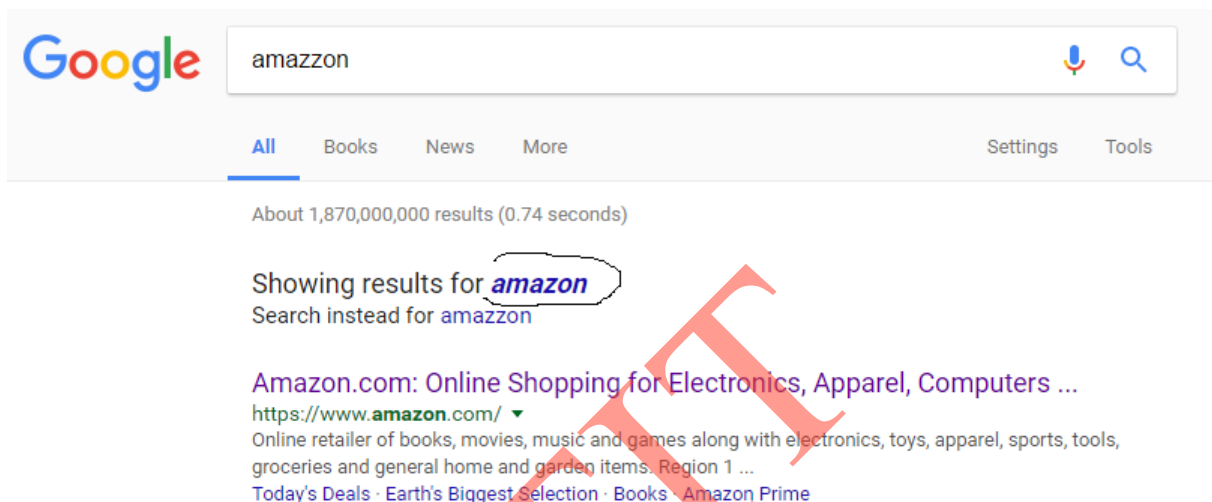 Google amazzon
All Books News More Settings Tools
About 1,870,000,000 results (0.74 seconds)
Showing results for amazon
Search instead for amazzon
Amazon.com: Online Shopping for Electronics, Apparel, Computers ...
https://www.amazon.com/
Online retailer of books, movies, music and games along with electronics, toys, apparel, sports, tools,
groceries and general home and garden items. Region 1 ...
Today's Deals · Earth's Biggest Selection · Books · Amazon Prime